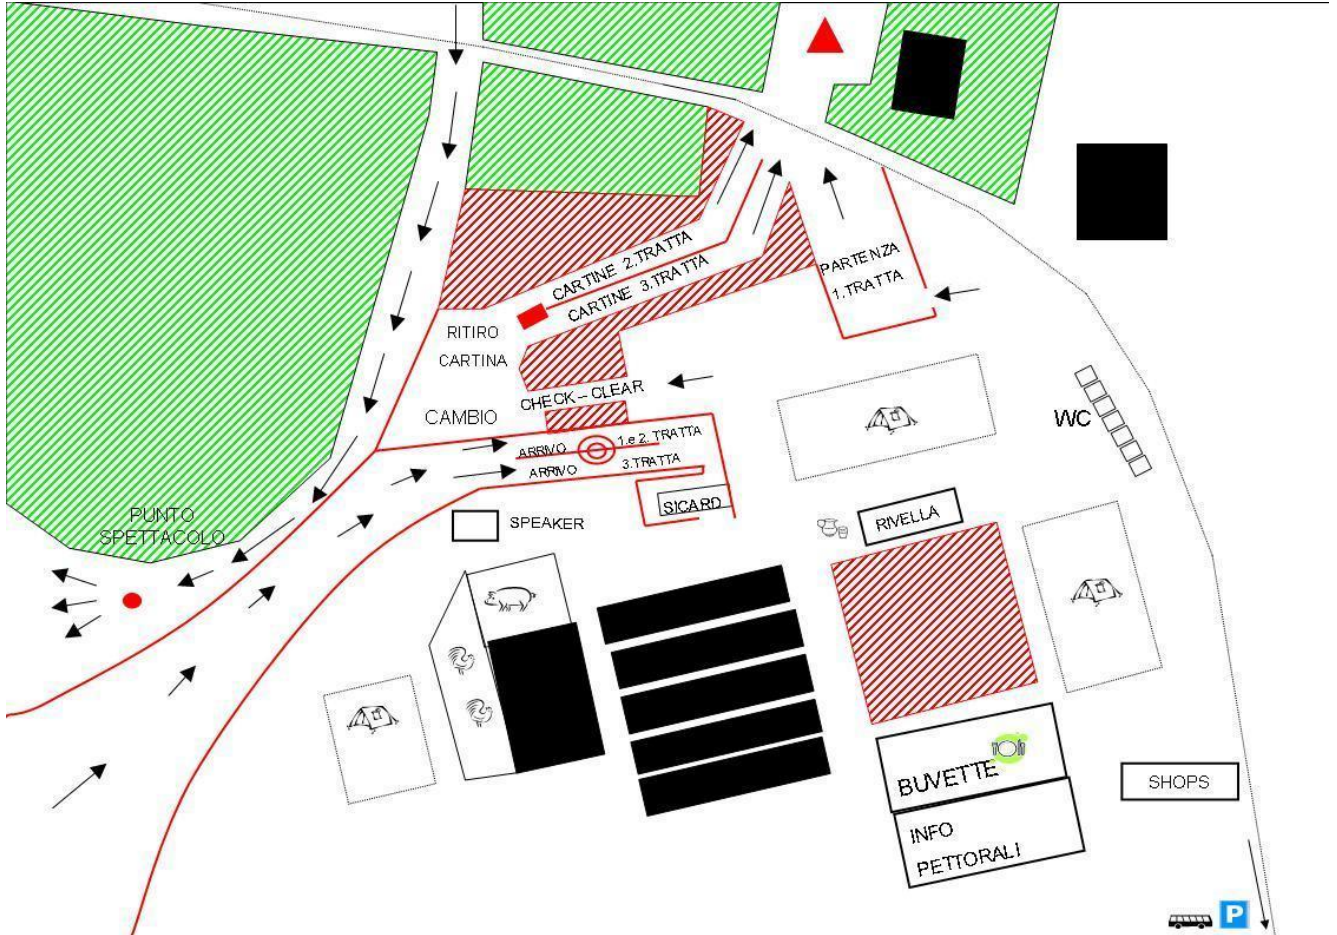 CARTINE 2.TRATTA
CARTINE 3.TRATTA
PARTENZA
1.TRATTA
RITIRO
CARTINA
CHECK - CLEAR
CAMBIO
WC
ARRIVO
1.e 2. TRATTA
ARRIVO
3.TRATTA
SICARD
RIVELLA
SPEAKER
PUNTO
SPETTACOLO
BUVETTE
SHOPS
INFO
PETTORALI
P